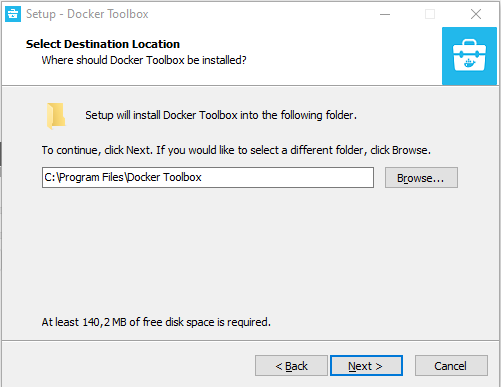 Setup - Docker Toolbox
Select Destination Location
Where should Docker Toolbox be installed?
Setup will install Docker Toolbox into the following folder.
To continue, click Next. If you would like to select a different folder, click Browse.
C:\Program Files\Docker Toolbox
Browse...
At least 140,2 MB of free disk space is required.
< Back
Next >
Cancel